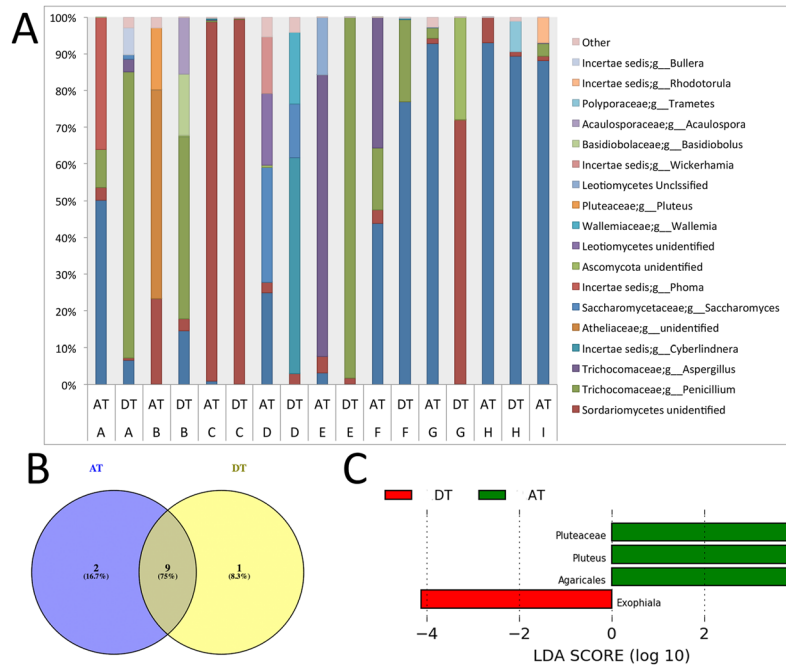 A
100%
90%
80%
70%
60%
50%
40%
30%
20%
10%
0%
AT DT AT DT AT DT AT DT AT DT AT DT AT DT AT DT AT
A A B B C C D D E E F F G G H H I
Other
Incertae sedis;g__Bullera
Incertae sedis;g__Rhodotorula
Polyporaceae;g__Trametes
Acaulosporaceae;g__Acaulospora
Basidiobolaceae;g__Basidiobolus
Incertae sedis;g__Wickerhamia
Leotiomycetes Unclssified
Pluteaceae;g__Pluteus
Wallemiaceae;g__Wallemia
Leotiomycetes unidentified
Ascomycota unidentified
Incertae sedis;g__Phoma
Saccharomycetaceae;g__Saccharomyces
Atheliaceae;g__unidentified
Incertae sedis;g__Cyberlindnera
Trichocomaceae;g__Aspergillus
Trichocomaceae;g__Penicillium
Sordariomycetes unidentified
B
AT DT
2
(16.7%)
9
(75%)
1
(8.3%)
C
DT AT
Pluteaceae
Pluteus
Agaricales
Exophiala
−4 −2 0 2
LDA SCORE (log 10)